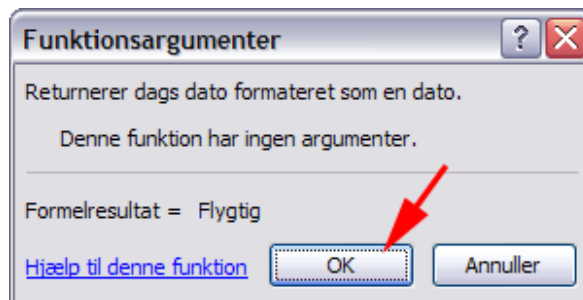 Funktionsargumenter
Returnerer dags dato formateret som en dato.
Denne funktion har ingen argumenter.
Formelresultat = Flygtig
Hjælp til denne funktion OK Annuller